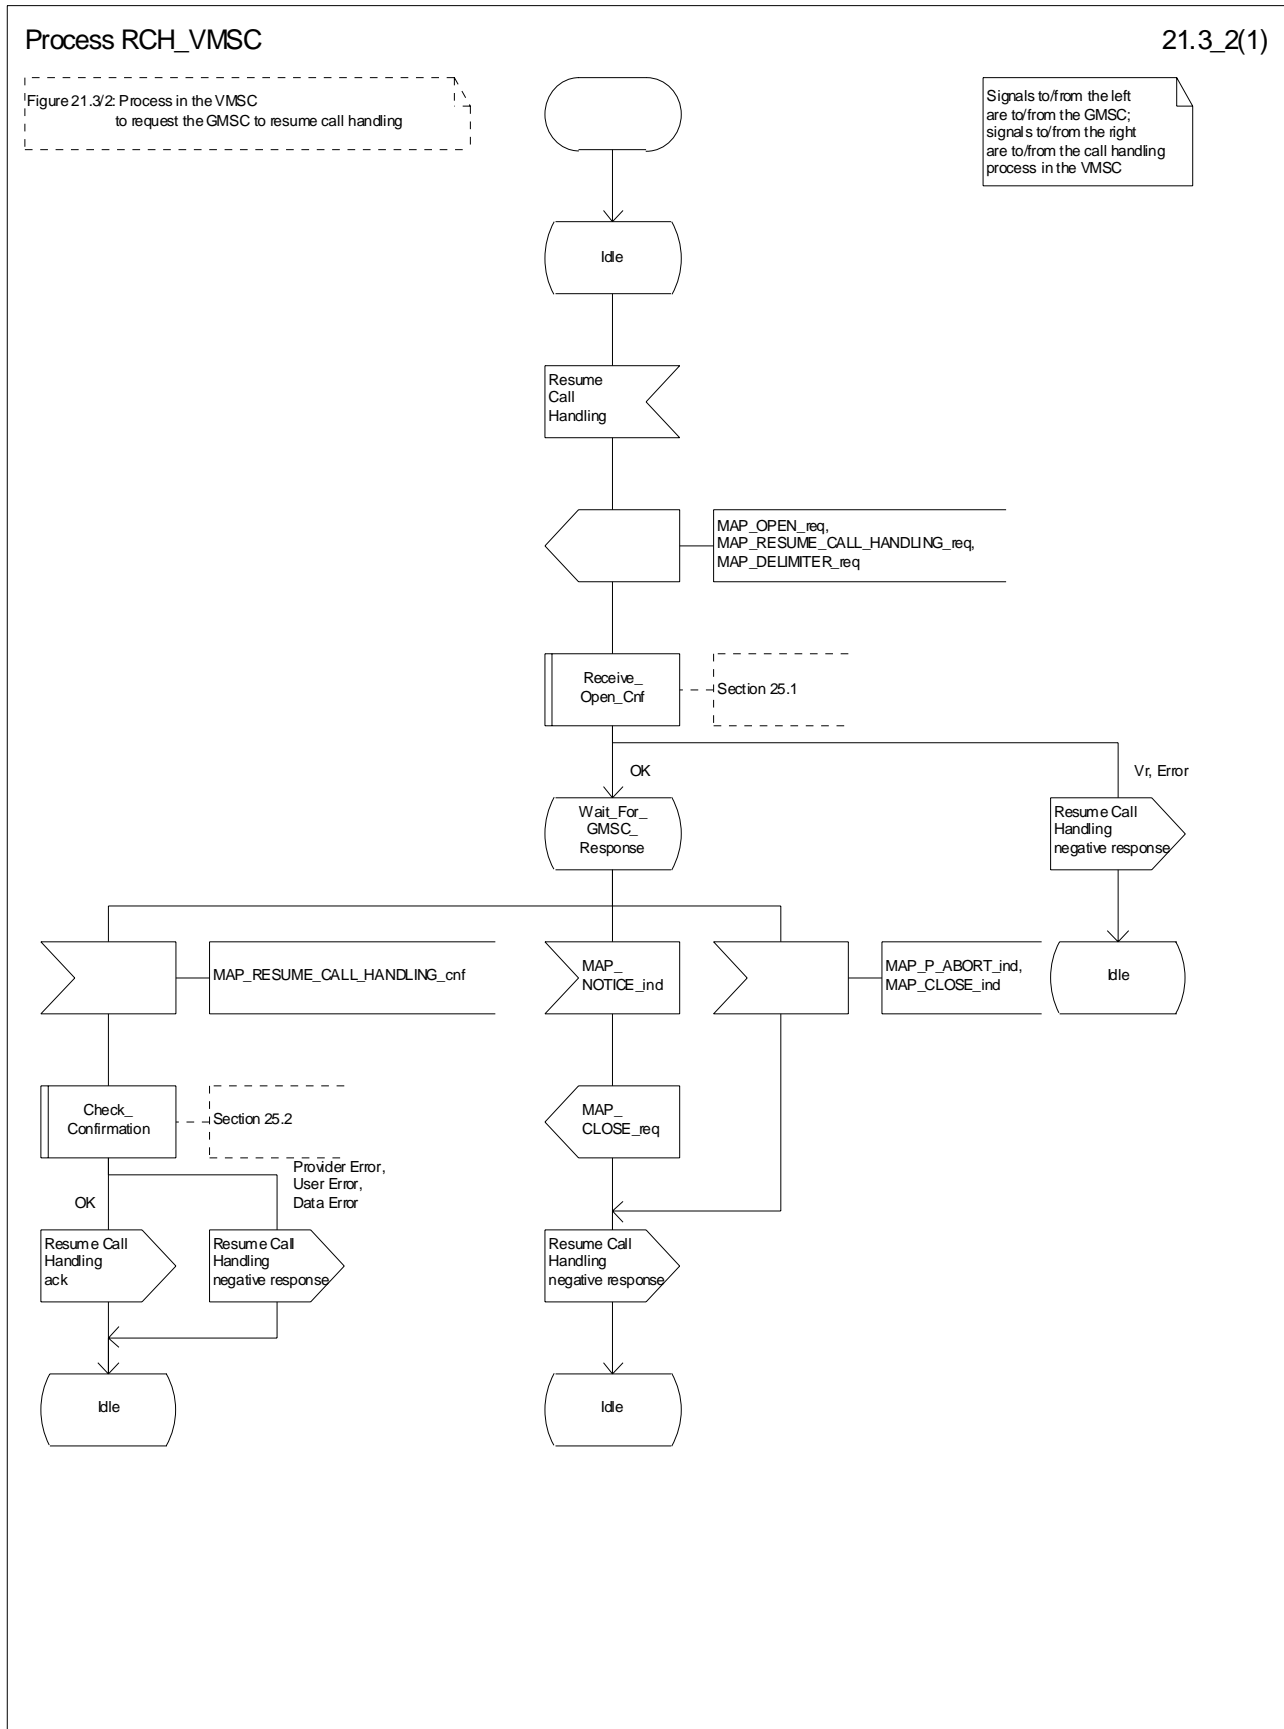 Process RCH_VMSC
21.3_2(1)
Figure 21.3/2: Process in the VMSC
to request the GMSC to resume call handling
Signals to/from the left
are to/from the GMSC;
signals to/from the right
are to/from the call handling
process in the VMSC
Idle
Resume
Call
Handling
MAP_OPEN_req,
MAP_RESUME_CALL_HANDLING_req,
MAP_DELIMITER_req
Receive_
Open_Cnf
Section 25.1
OK
Vr, Error
Wait_For_
GMSC_
Response
Resume Call
Handling
negative response
MAP_RESUME_CALL_HANDLING_cnf
MAP_
NOTICE_ind
MAP_P_ABORT_ind,
MAP_CLOSE_ind
Idle
Check_
Confirmation
Section 25.2
MAP_
CLOSE_req
Provider Error,
User Error,
Data Error
OK
Resume Call
Handling
ack
Resume Call
Handling
negative response
Resume Call
Handling
negative response
Idle
Idle